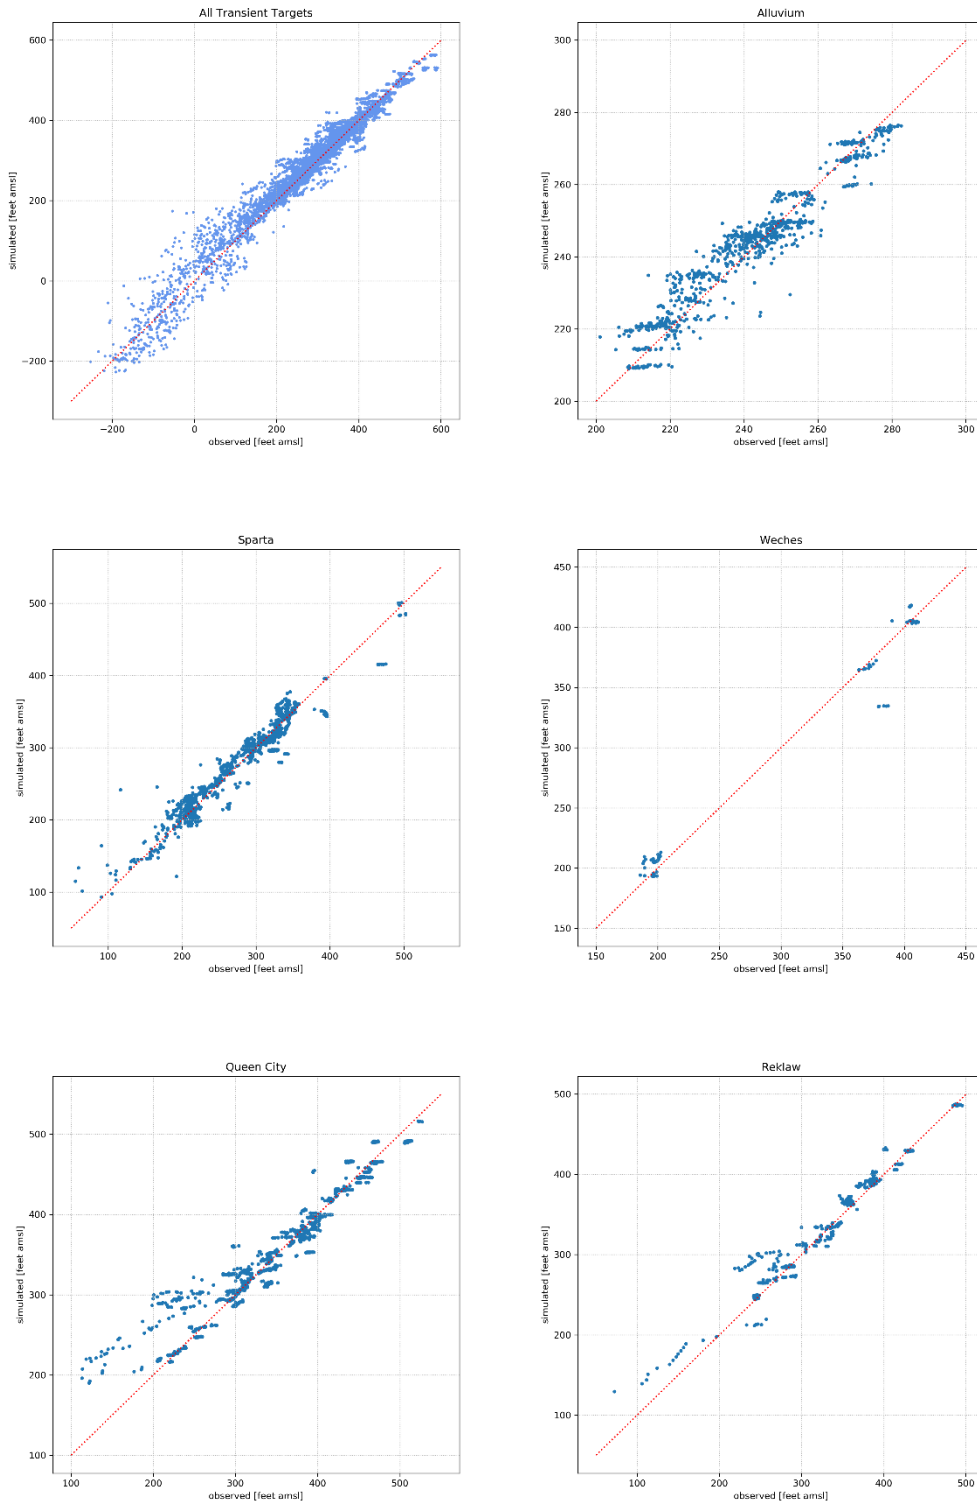 All Transient Targets
600
400
200
0
−200
simulated [feet amsl]
−200 0 200 400 600
observed [feet amsl]
Alluvium
300
280
260
240
220
200
simulated [feet amsl]
200 220 240 260 280 300
observed [feet amsl]
Sparta
500
400
300
200
100
simulated [feet amsl]
100 200 300 400 500
observed [feet amsl]
Weches
450
400
350
300
250
200
150
simulated [feet amsl]
150 200 250 300 350 400 450
observed [feet amsl]
Queen City
500
400
300
200
100
simulated [feet amsl]
100 200 300 400 500
observed [feet amsl]
Reklaw
500
400
300
200
100
simulated [feet amsl]
100 200 300 400 500
observed [feet amsl]